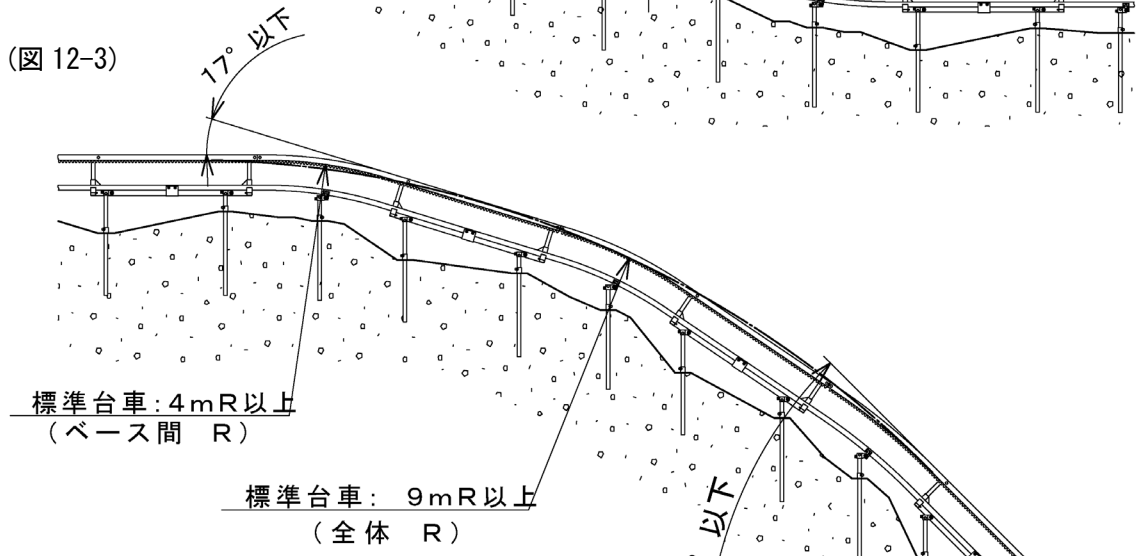 (図 12-3)
17° 以下
標準台車:4mR以上
(ベース間 R)
標準台車: 9mR以上
(全体 R)
以下